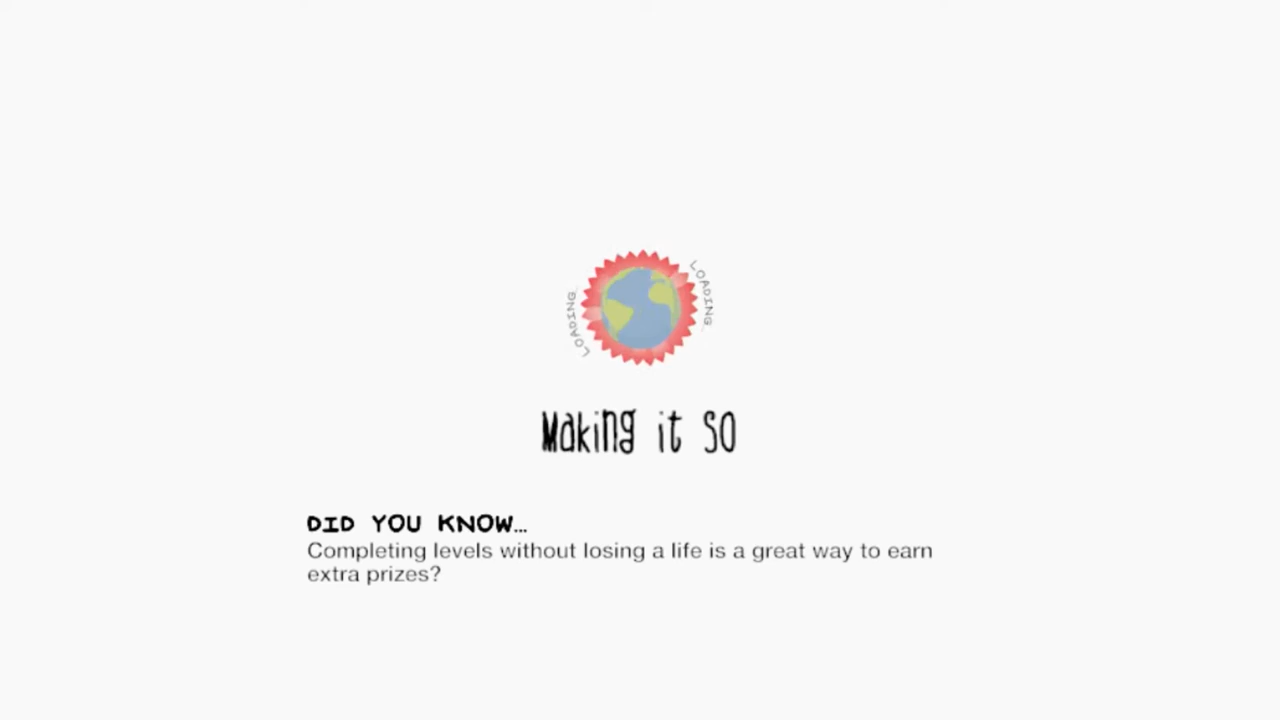 LOADING...
LOADING...
Making it so
DID YOU KNOW...
Completing levels without losing a life is a great way to earn
extra prizes?